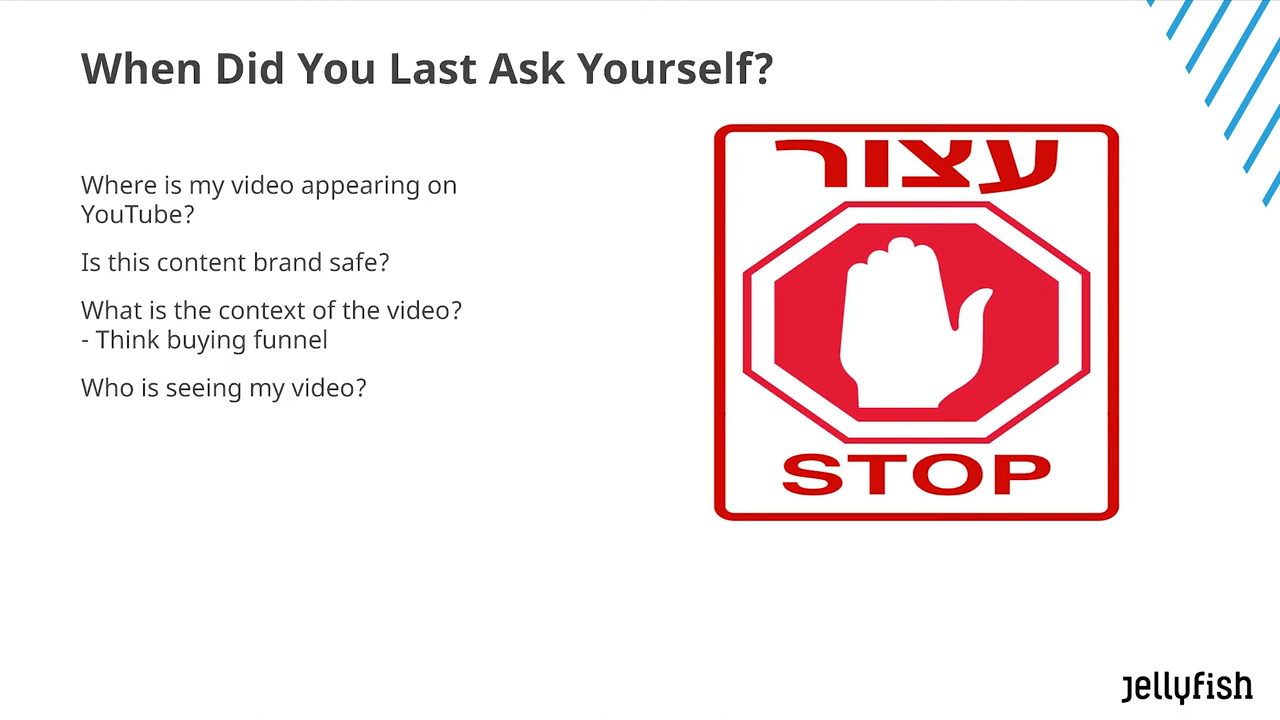 When Did You Last Ask Yourself?
Where is my video appearing on
YouTube?
Is this content brand safe?
What is the context of the video?
- Think buying funnel
Who is seeing my video?
עצור
STOP
jellyfish